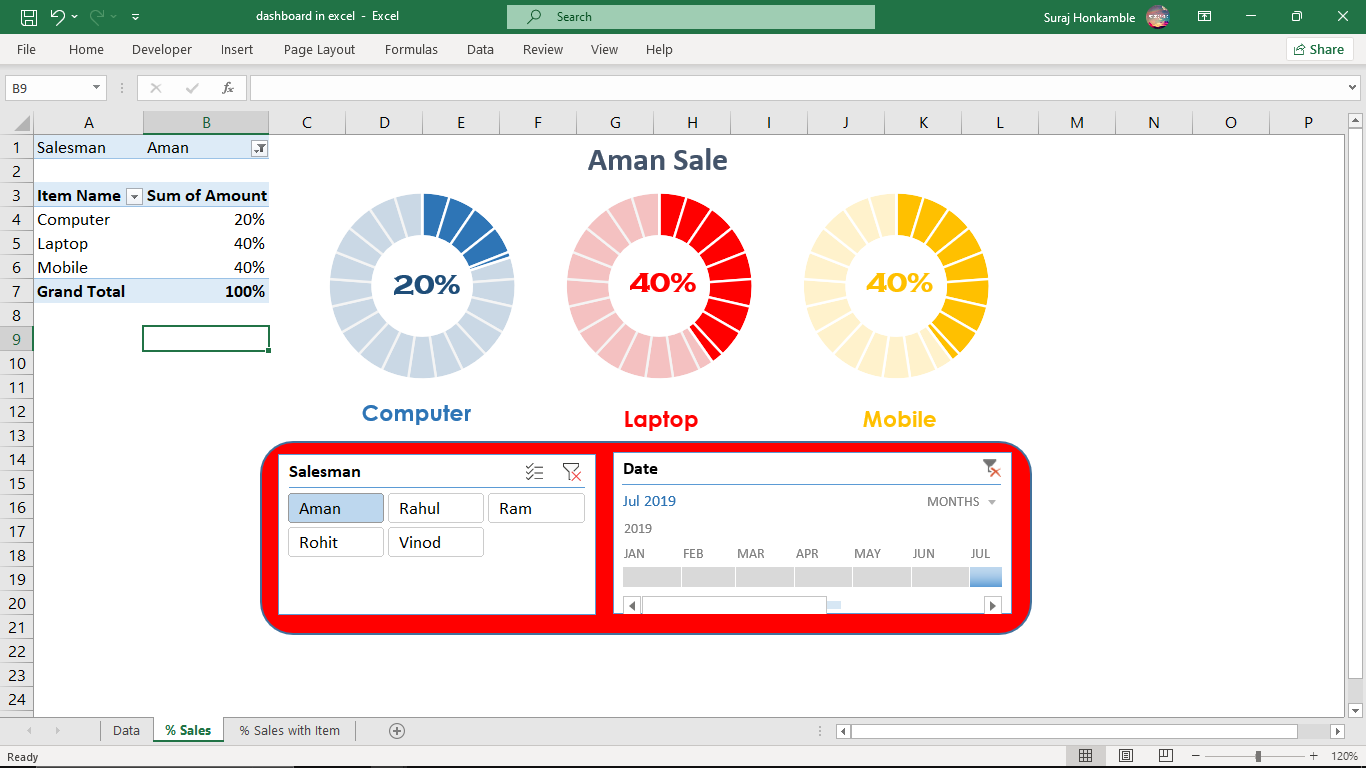 dashboard in excel - Excel
Search
Suraj Honkamble
File Home Developer Insert Page Layout Formulas Data Review View Help
Share
B9
fx
A B C D E F G H I J K L M N O P
1 Salesman Aman
2
3 Item Name Sum of Amount
4 Computer 20%
5 Laptop 40%
6 Mobile 40%
7 Grand Total 100%
8
9
10
11
12
13
14
15
16
17
18
19
20
21
22
23
24
Aman Sale
20% 40% 40%
Computer Laptop Mobile
Salesman
Aman Rahul Ram
Rohit Vinod
Date
Jul 2019 MONTHS
2019
JAN FEB MAR APR MAY JUN JUL
Data % Sales % Sales with Item
Ready
120%